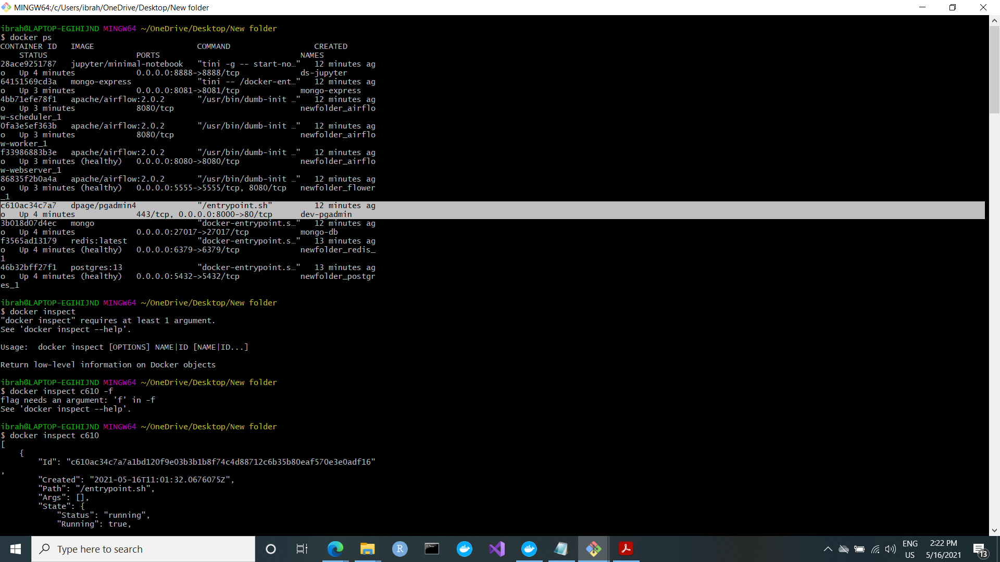 MINGW64:/c/Users/ibrah/OneDrive/Desktop/New folder
ibrah@LAPTOP-EGIHIJND MINGW64 ~/OneDrive/Desktop/New folder
$ docker ps
CONTAINER ID   IMAGE                      COMMAND                  CREATED
    STATUS                   PORTS                              NAMES
28ace9251787   jupyter/minimal-notebook   "tini -g -- start-no…"   12 minutes ag
o   Up 4 minutes             0.0.0.0:8888->8888/tcp             ds-jupyter
64151569cd3a   mongo-express              "tini -- /docker-ent…"   12 minutes ag
o   Up 3 minutes             0.0.0.0:8081->8081/tcp             mongo-express
4bb71efe78f1   apache/airflow:2.0.2       "/usr/bin/dumb-init …"   12 minutes ag
o   Up 3 minutes             8080/tcp                           newfolder_airflo
w-scheduler_1
0fa3e5ef363b   apache/airflow:2.0.2       "/usr/bin/dumb-init …"   12 minutes ag
o   Up 3 minutes             8080/tcp                           newfolder_airflo
w-worker_1
f33986883b3e   apache/airflow:2.0.2       "/usr/bin/dumb-init …"   12 minutes ag
o   Up 3 minutes (healthy)   0.0.0.0:8080->8080/tcp             newfolder_airflo
w-webserver_1
86835f2b0a4a   apache/airflow:2.0.2       "/usr/bin/dumb-init …"   12 minutes ag
o   Up 3 minutes (healthy)   0.0.0.0:5555->5555/tcp, 8080/tcp   newfolder_flower
_1
c610ac34c7a7   dpage/pgadmin4             "/entrypoint.sh"         12 minutes ag
o   Up 4 minutes             443/tcp, 0.0.0.0:8000->80/tcp      dev-pgadmin
3b018d07d4ec   mongo                      "docker-entrypoint.s…"   12 minutes ag
o   Up 4 minutes             0.0.0.0:27017->27017/tcp           mongo-db
f3565ad13179   redis:latest               "docker-entrypoint.s…"   13 minutes ag
o   Up 4 minutes (healthy)   0.0.0.0:6379->6379/tcp             newfolder_redis_
1
46b32bff27f1   postgres:13                "docker-entrypoint.s…"   13 minutes ag
o   Up 4 minutes (healthy)   0.0.0.0:5432->5432/tcp             newfolder_postgr
es_1
ibrah@LAPTOP-EGIHIJND MINGW64 ~/OneDrive/Desktop/New folder
$ docker inspect
"docker inspect" requires at least 1 argument.
See 'docker inspect --help'.
Usage:  docker inspect [OPTIONS] NAME|ID [NAME|ID...]
Return low-level information on Docker objects
ibrah@LAPTOP-EGIHIJND MINGW64 ~/OneDrive/Desktop/New folder
$ docker inspect c610 -f
flag needs an argument: 'f' in -f
See 'docker inspect --help'.
ibrah@LAPTOP-EGIHIJND MINGW64 ~/OneDrive/Desktop/New folder
$ docker inspect c610
[
    {
        "Id": "c610ac34c7a7a1bd120f9e03b3b1b8f74c4d88712c6b35b80eaf570e3e0adf16"
,
        "Created": "2021-05-16T11:01:32.0676075Z",
        "Path": "/entrypoint.sh",
        "Args": [],
        "State": {
            "Status": "running",
            "Running": true,
Type here to search
R
ENG
US
2:22 PM
5/16/2021
13